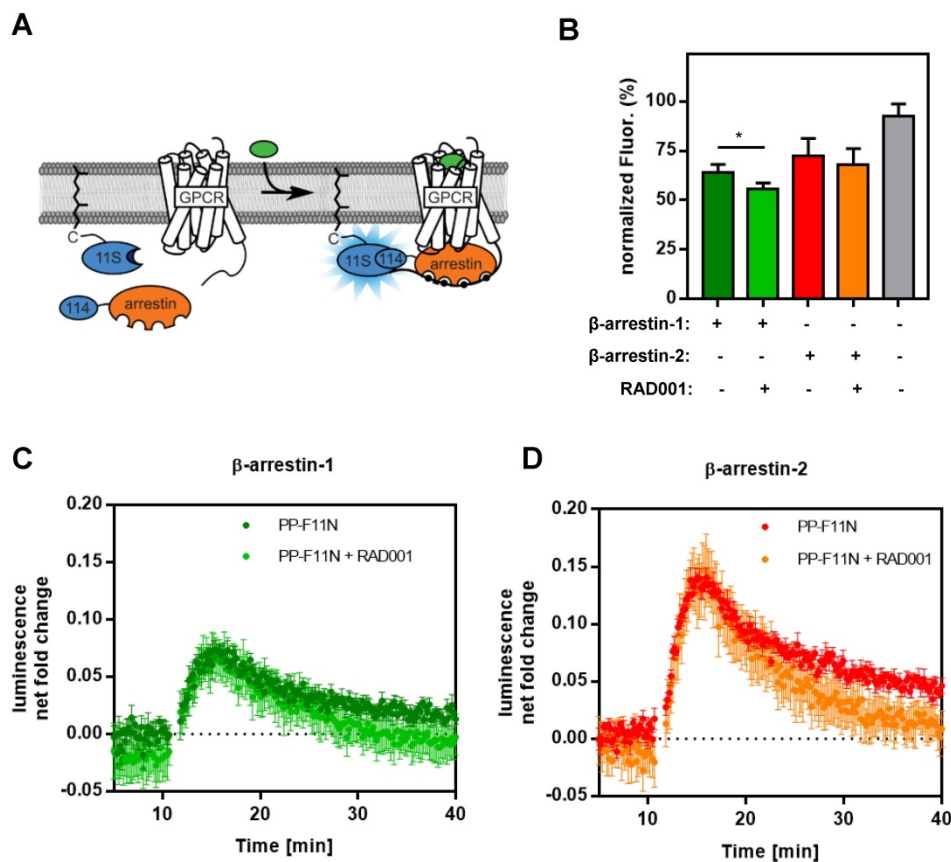 A
GPCR
C
11S
114
arrestin
GPCR
C
11S
114
arrestin
B
normalized Fluor. (%)
100
75
50
25
0
*
β-arrestin-1: + + - - -
β-arrestin-2: - - + + -
RAD001: - + - + -
C
β-arrestin-1
luminescence
net fold change
0.20
0.15
0.10
0.05
0.00
-0.05
PP-F11N
PP-F11N + RAD001
10 20 30 40
Time [min]
D
β-arrestin-2
luminescence
net fold change
0.20
0.15
0.10
0.05
0.00
-0.05
PP-F11N
PP-F11N + RAD001
10 20 30 40
Time [min]